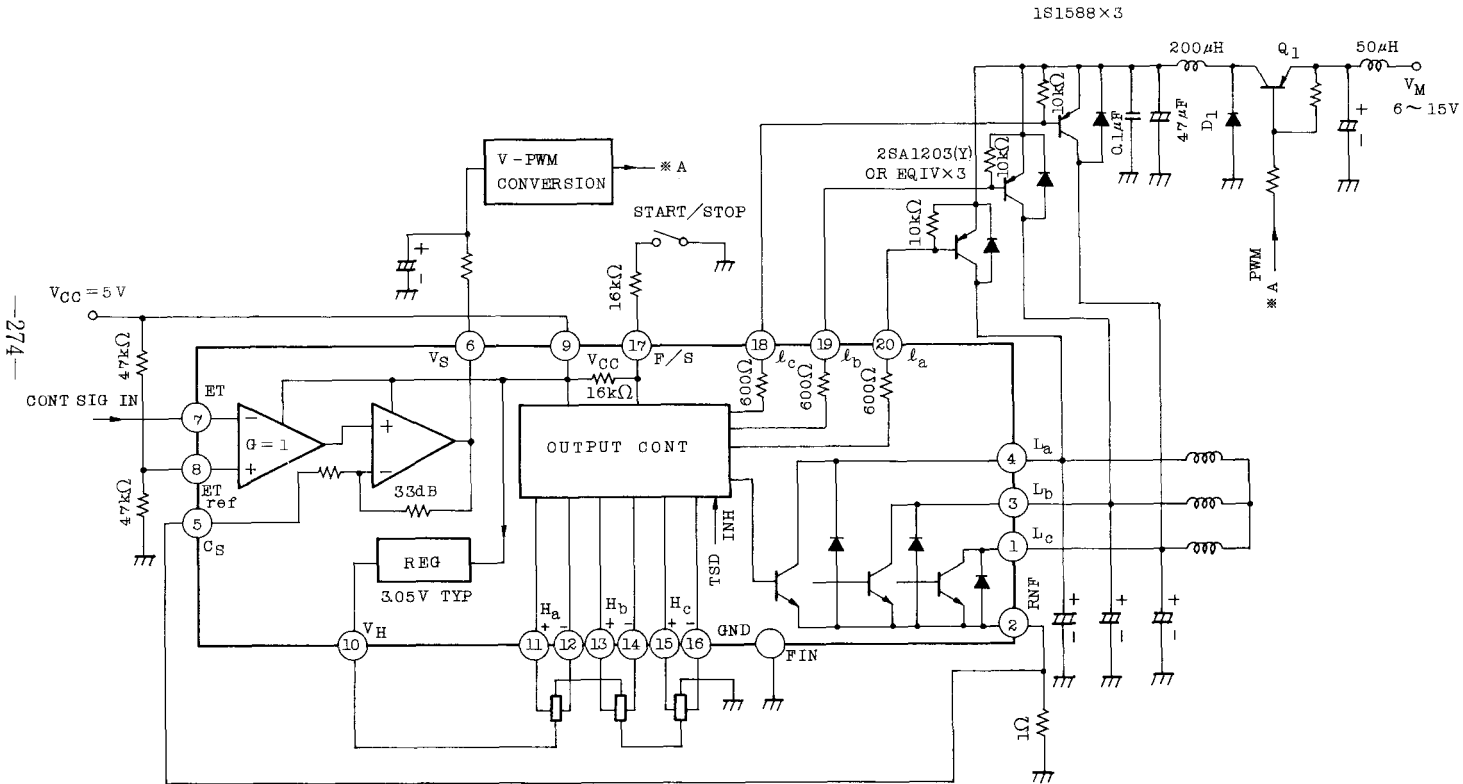 1S1588×3
200μH
Q1
50μH
VM
6～15V
10kΩ
0.1μF
47μF
D1
V-PWM
CONVERSION
※A
2SA1203(Y)
OR EQIV×3
10kΩ
START/STOP
10kΩ
PWM
※A
16kΩ
VCC=5V
—274—
47kΩ
6
9
17
18
19
20
VS
VCC
F/S
ℓc
ℓb
ℓa
16kΩ
600Ω
600Ω
600Ω
ET
CONT SIG IN
7
−
G=1
+
OUTPUT CONT
La
4
8
+
−
ET
ref
33dB
Lb
3
47kΩ
5
CS
TSD
INH
Lc
1
REG
3.05V TYP
RNF
2
VH
Ha
+ −
Hb
+ −
Hc
+ −
GND
FIN
10
11
12
13
14
15
16
1Ω
+
−
+
−
+
−
+
−
+
−